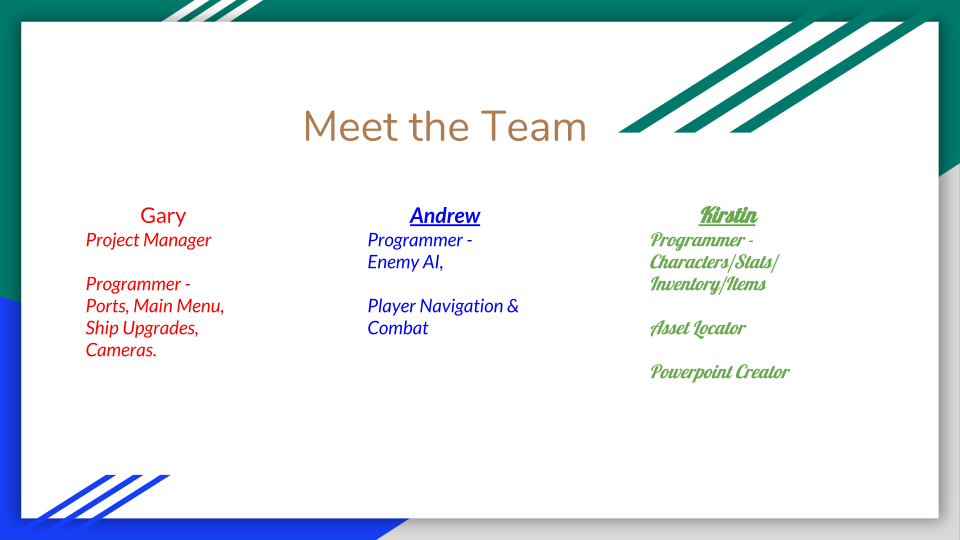 Meet the Team
Gary
Project Manager
Programmer -
Ports, Main Menu,
Ship Upgrades,
Cameras.
Andrew
Programmer -
Enemy AI,
Player Navigation &
Combat
Kirstin
Programmer -
Characters/Stats/
Inventory/Items
Asset Locator
Powerpoint Creator